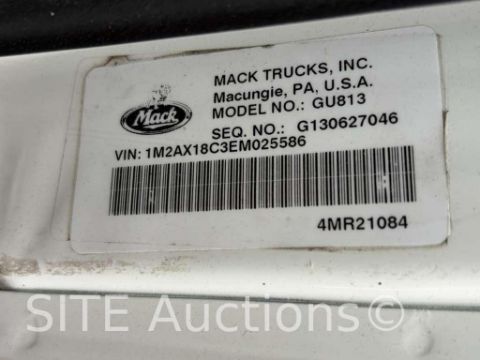 MACK TRUCKS, INC.
Macungie, PA, U.S.A.
MODEL NO.: GU813
SEQ. NO.: G130627046
Mack
VIN: 1M2AX18C3EM025586
4MR21084
SITE Auctions©